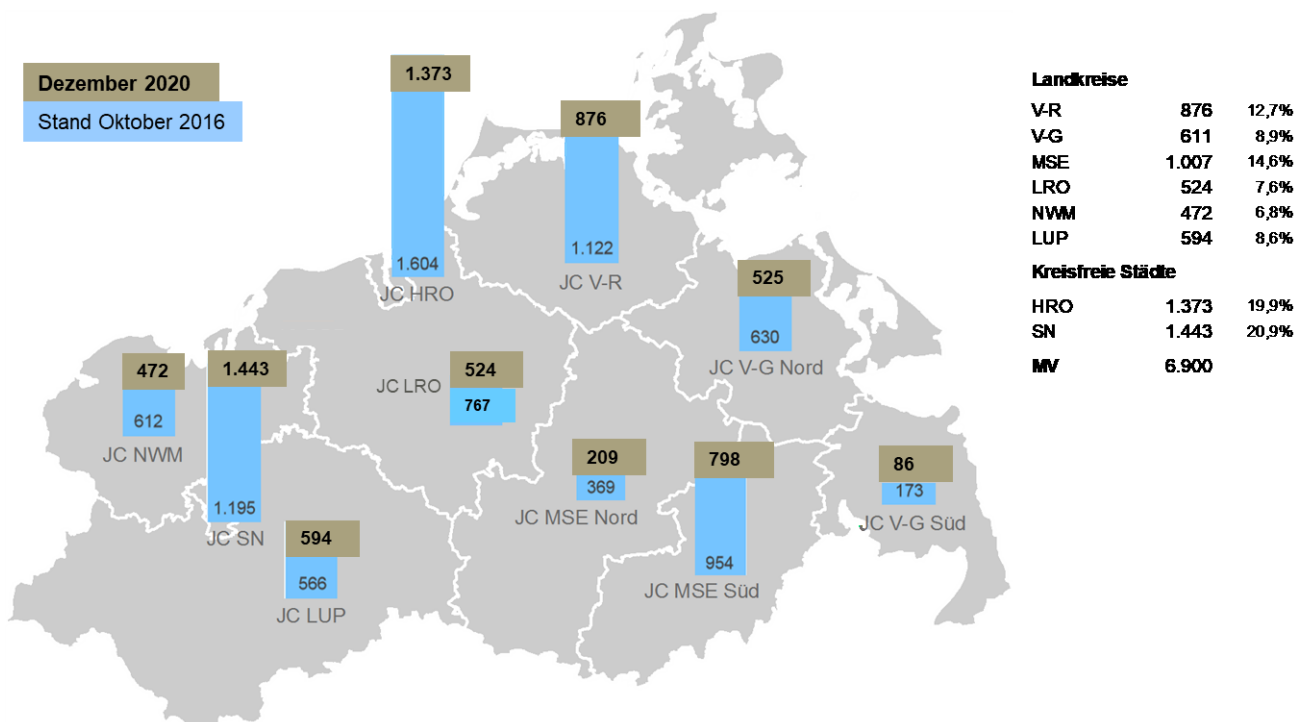 Dezember 2020
Stand Oktober 2016
1.373
1.604
JC HRO
876
1.122
JC V-R
525
630
JC V-G Nord
472
612
JC NWM
1.443
1.195
JC SN
JC LRO
524
767
594
566
JC LUP
209
369
JC MSE Nord
798
954
JC MSE Süd
86
173
JC V-G Süd
Landkreise
V-R 876 12,7%
V-G 611 8,9%
MSE 1.007 14,6%
LRO 524 7,6%
NWM 472 6,8%
LUP 594 8,6%
Kreisfreie Städte
HRO 1.373 19,9%
SN 1.443 20,9%
MV 6.900